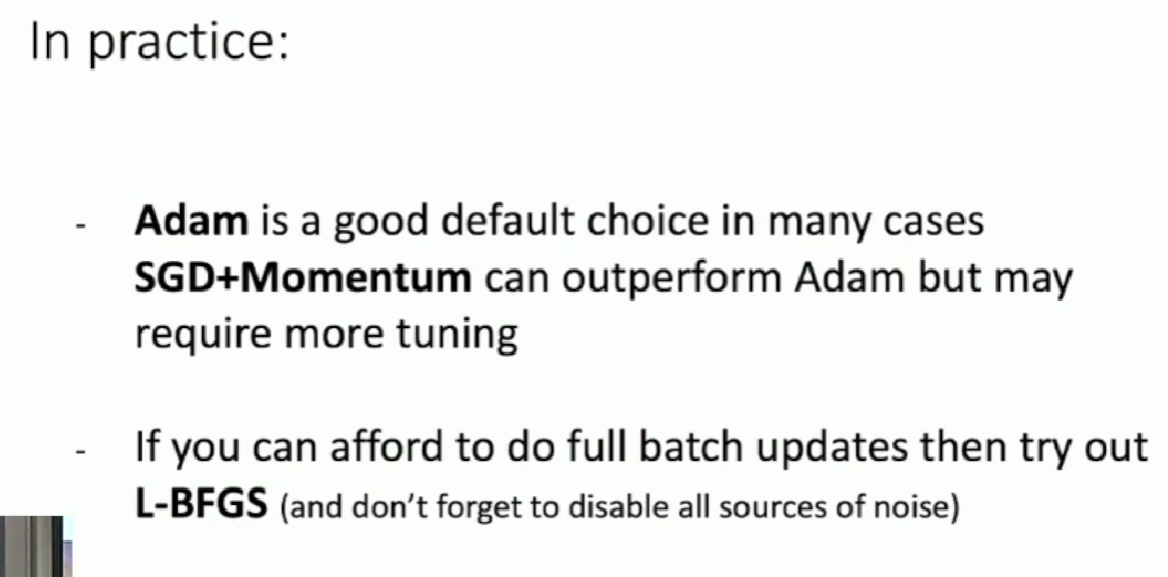 In practice:
- Adam is a good default choice in many cases
SGD+Momentum can outperform Adam but may
require more tuning
- If you can afford to do full batch updates then try out
L-BFGS (and don't forget to disable all sources of noise)